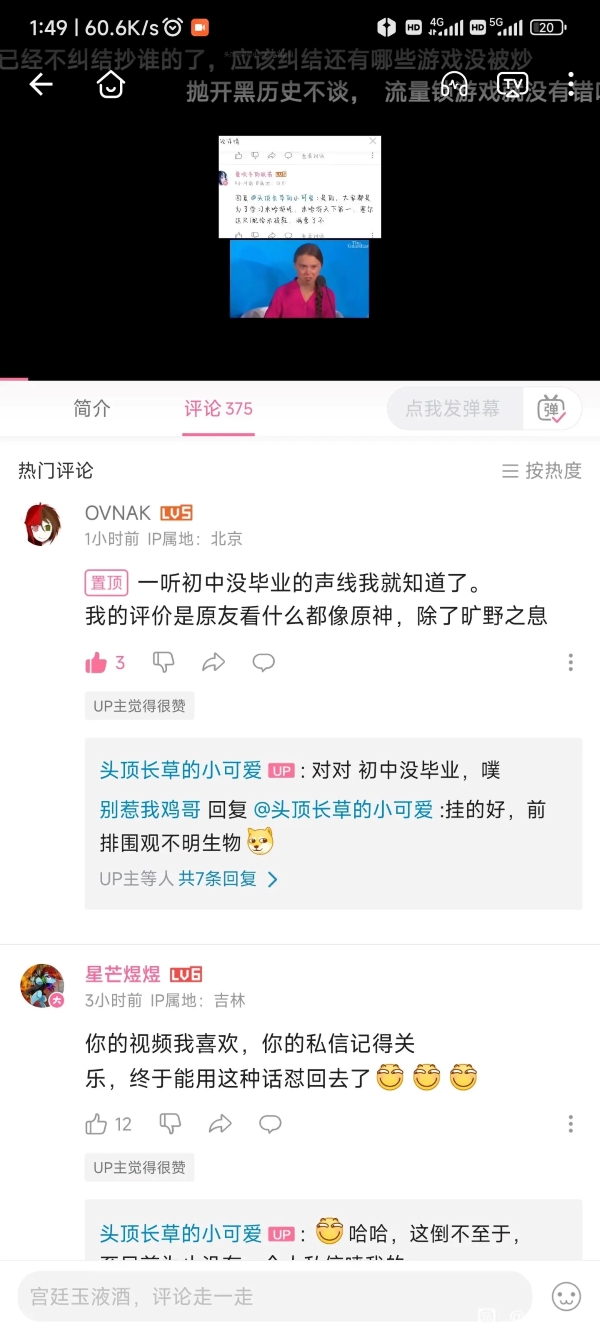 1:49 | 60.6K/s
HD 4G HD 5G 20
已经不纠结抄谁的了，应该纠结还有哪些游戏没被炒
抛开黑历史不谈， 流量锁游戏就没有错吗
TV
简介
评论 375
点我发弹幕
弹
热门评论
按热度
OVNAK LV5
1小时前 IP属地：北京
置顶 一听初中没毕业的声线我就知道了。
我的评价是原友看什么都像原神，除了旷野之息
3
UP主觉得很赞
头顶长草的小可爱 UP : 对对 初中没毕业，噗
别惹我鸡哥 回复 @头顶长草的小可爱 :挂的好，前
排围观不明生物
UP主等人 共7条回复
星芒煜煜 LV6
大
3小时前 IP属地：吉林
你的视频我喜欢，你的私信记得关
乐，终于能用这种话怼回去了
12
UP主觉得很赞
头顶长草的小可爱 UP : 哈哈，这倒不至于，
宫廷玉液酒，评论走一走